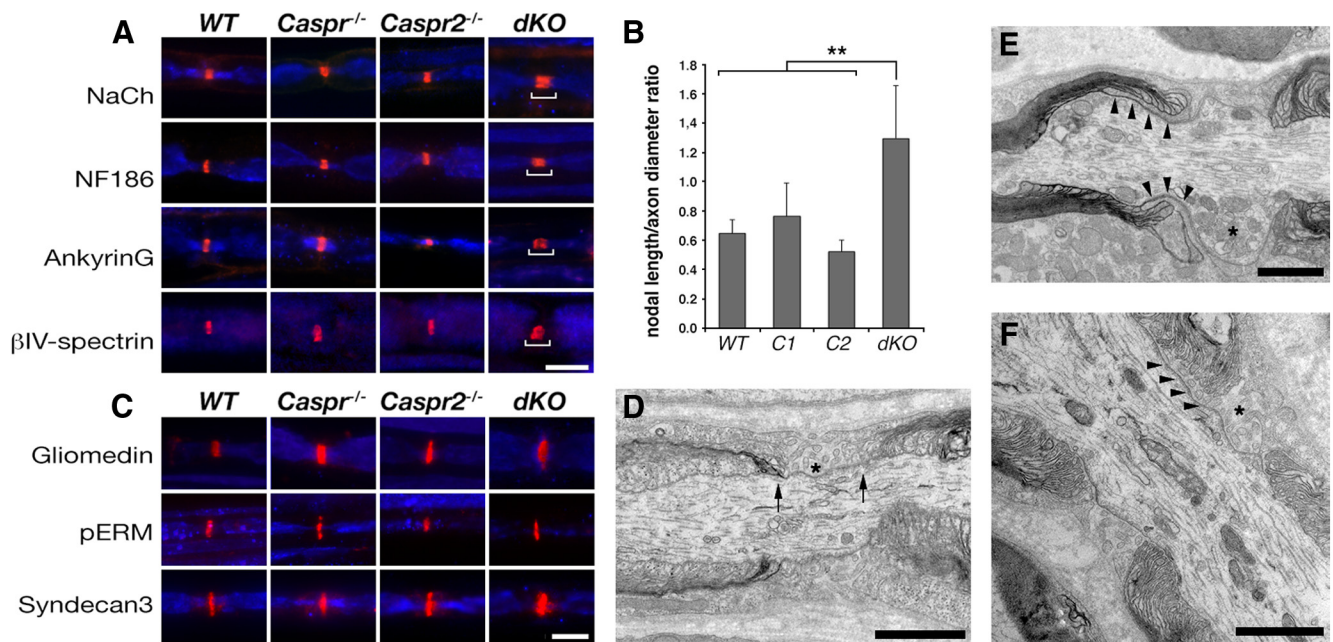 A
WT Caspr-/- Caspr2-/- dKO
NaCh
NF186
AnkyrinG
βIV-spectrin
B
**
nodal length/axon diameter ratio
1.8
1.6
1,4
1.2
1.0
0.8
0.6
0.4
0.2
0.0
WT C1 C2 dKO
C
WT Caspr-/- Caspr2-/- dKO
Gliomedin
pERM
Syndecan3
D
*
E
*
F
*